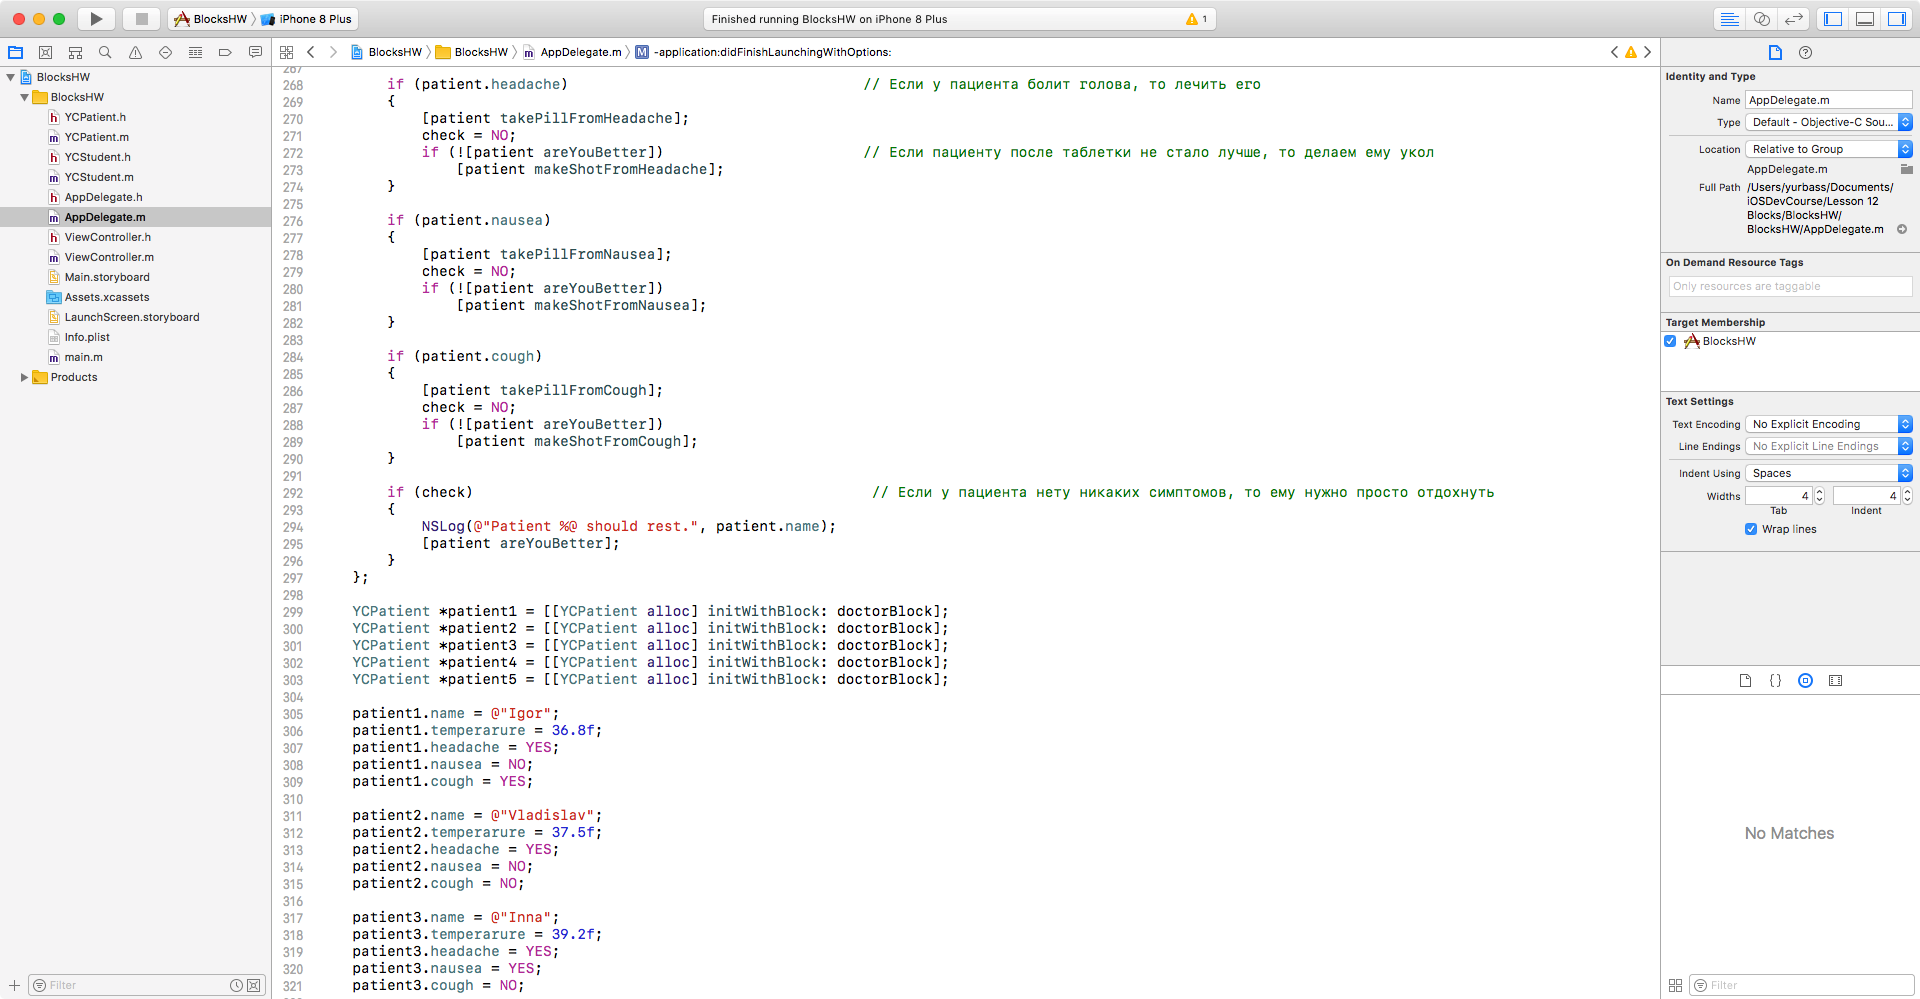 BlocksHW iPhone 8 Plus
Finished running BlocksHW on iPhone 8 Plus
1
BlocksHW BlocksHW AppDelegate.m -application:didFinishLaunchingWithOptions:
BlocksHW
BlocksHW
YCPatient.h
YCPatient.m
YCStudent.h
YCStudent.m
AppDelegate.h
AppDelegate.m
ViewController.h
ViewController.m
Main.storyboard
Assets.xcassets
LaunchScreen.storyboard
Info.plist
main.m
Products
Filter
267
268 if (patient.headache) // Если у пациента болит голова, то лечить его
269 {
270 [patient takePillFromHeadache];
271 check = NO;
272 if (![patient areYouBetter]) // Если пациенту после таблетки не стало лучше, то делаем ему укол
273 [patient makeShotFromHeadache];
274 }
275
276 if (patient.nausea)
277 {
278 [patient takePillFromNausea];
279 check = NO;
280 if (![patient areYouBetter])
281 [patient makeShotFromNausea];
282 }
283
284 if (patient.cough)
285 {
286 [patient takePillFromCough];
287 check = NO;
288 if (![patient areYouBetter])
289 [patient makeShotFromCough];
290 }
291
292 if (check) // Если у пациента нету никаких симптомов, то ему нужно просто отдохнуть
293 {
294 NSLog(@"Patient %@ should rest.", patient.name);
295 [patient areYouBetter];
296 }
297 };
298
299 YCPatient *patient1 = [[YCPatient alloc] initWithBlock: doctorBlock];
300 YCPatient *patient2 = [[YCPatient alloc] initWithBlock: doctorBlock];
301 YCPatient *patient3 = [[YCPatient alloc] initWithBlock: doctorBlock];
302 YCPatient *patient4 = [[YCPatient alloc] initWithBlock: doctorBlock];
303 YCPatient *patient5 = [[YCPatient alloc] initWithBlock: doctorBlock];
304
305 patient1.name = @"Igor";
306 patient1.temperarure = 36.8f;
307 patient1.headache = YES;
308 patient1.nausea = NO;
309 patient1.cough = YES;
310
311 patient2.name = @"Vladislav";
312 patient2.temperarure = 37.5f;
313 patient2.headache = YES;
314 patient2.nausea = NO;
315 patient2.cough = NO;
316
317 patient3.name = @"Inna";
318 patient3.temperarure = 39.2f;
319 patient3.headache = YES;
320 patient3.nausea = YES;
321 patient3.cough = NO;
Identity and Type
Name AppDelegate.m
Type Default - Objective-C Sou...
Location Relative to Group
AppDelegate.m
Full Path /Users/yurbass/Documents/
iOSDevCourse/Lesson 12
Blocks/BlocksHW/
BlocksHW/AppDelegate.m
On Demand Resource Tags
Only resources are taggable
Target Membership
BlocksHW
Text Settings
Text Encoding No Explicit Encoding
Line Endings No Explicit Line Endings
Indent Using Spaces
Widths 4 4
Tab Indent
Wrap lines
{}
No Matches
Filter